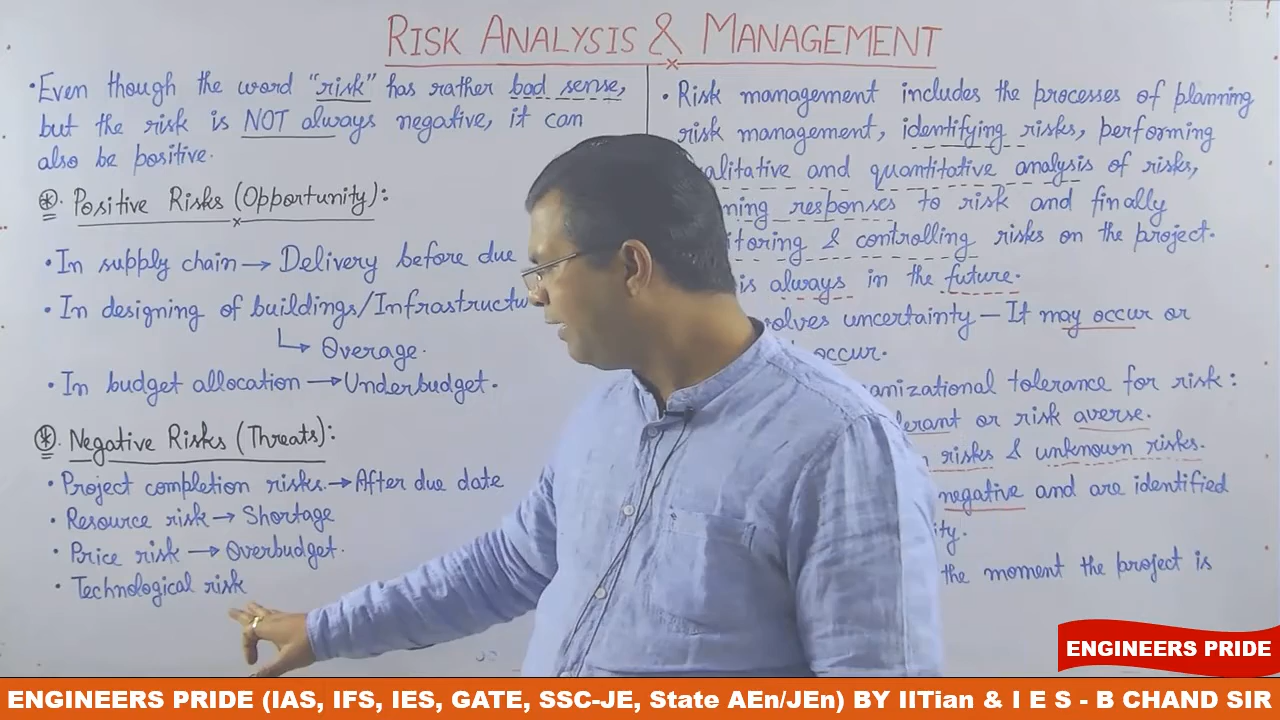 RISK ANALYSIS & MANAGEMENT
• Even though the word "risk" has rather bad sense,
but the risk is NOT always negative, it can
also be positive.
*. Positive Risks (Opportunity):
• In supply chain → Delivery before due
• In designing of buildings/Infrastructu
↳ Overage.
• In budget allocation → Underbudget.
*. Negative Risks (Threats):
• Project completion risks. → After due date
• Resource risk → Shortage
• Price risk → Overbudget.
• Technological risk
• Risk management includes the processes of planning
risk management, identifying risks, performing
alitative and quantitative analysis of risks,
ning responses to risk and finally
itoring & controlling risks on the project.
is always in the future.
olves uncertainty – It may occur or
occur.
anizational tolerance for risk:
erant or risk averse.
n risks & unknown risks.
negative and are identified
ity.
the moment the project is
ENGINEERS PRIDE
ENGINEERS PRIDE (IAS, IFS, IES, GATE, SSC-JE, State AEn/JEn) BY IITian & I E S - B CHAND SIR